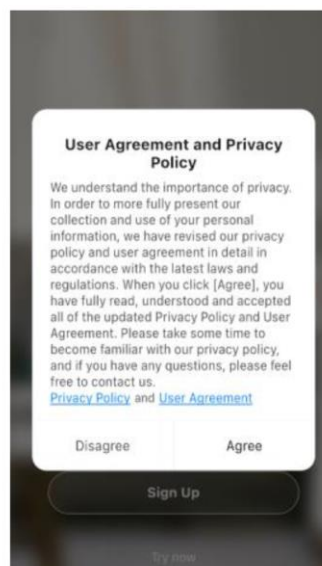 User Agreement and Privacy
Policy
We understand the importance of privacy.
In order to more fully present our
collection and use of your personal
information, we have revised our privacy
policy and user agreement in detail in
accordance with the latest laws and
regulations. When you click [Agree], you
have fully read, understood and accepted
all of the updated Privacy Policy and User
Agreement. Please take some time to
become familiar with our privacy policy,
and if you have any questions, please feel
free to contact us.
Privacy Policy and User Agreement
Disagree Agree
Sign Up
Try now